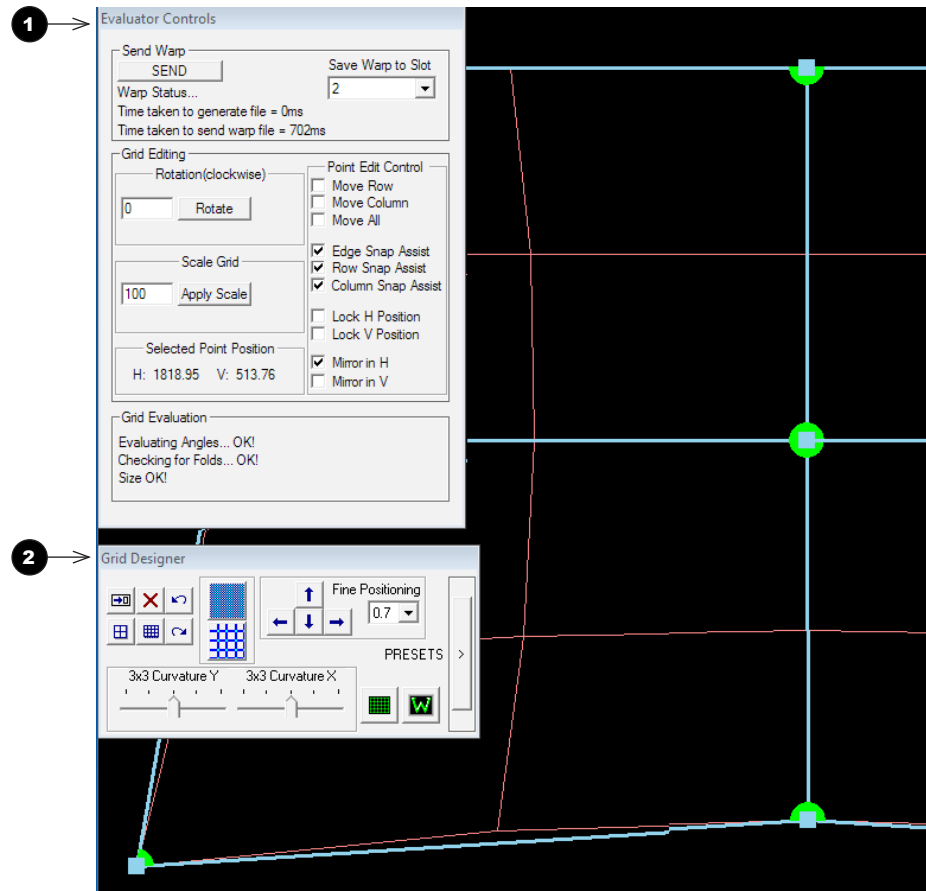 1
Evaluator Controls
Send Warp
SEND
Save Warp to Slot
2
Warp Status...
Time taken to generate file = 0ms
Time taken to send warp file = 702ms
Grid Editing
Rotation(clockwise)
0
Rotate
Scale Grid
100
Apply Scale
Selected Point Position
H: 1818.95 V: 513.76
Point Edit Control
Move Row
Move Column
Move All
Edge Snap Assist
Row Snap Assist
Column Snap Assist
Lock H Position
Lock V Position
Mirror in H
Mirror in V
Grid Evaluation
Evaluating Angles... OK!
Checking for Folds... OK!
Size OK!
2
Grid Designer
Fine Positioning
0.7
PRESETS
>
3x3 Curvature Y
3x3 Curvature X
W